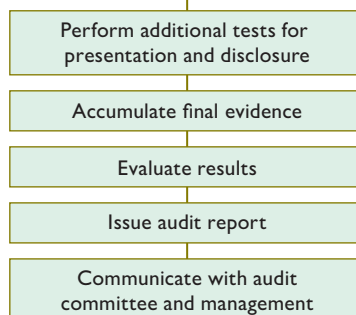 Perform additional tests for
presentation and disclosure
Accumulate final evidence
Evaluate results
Issue audit report
Communicate with audit
committee and management